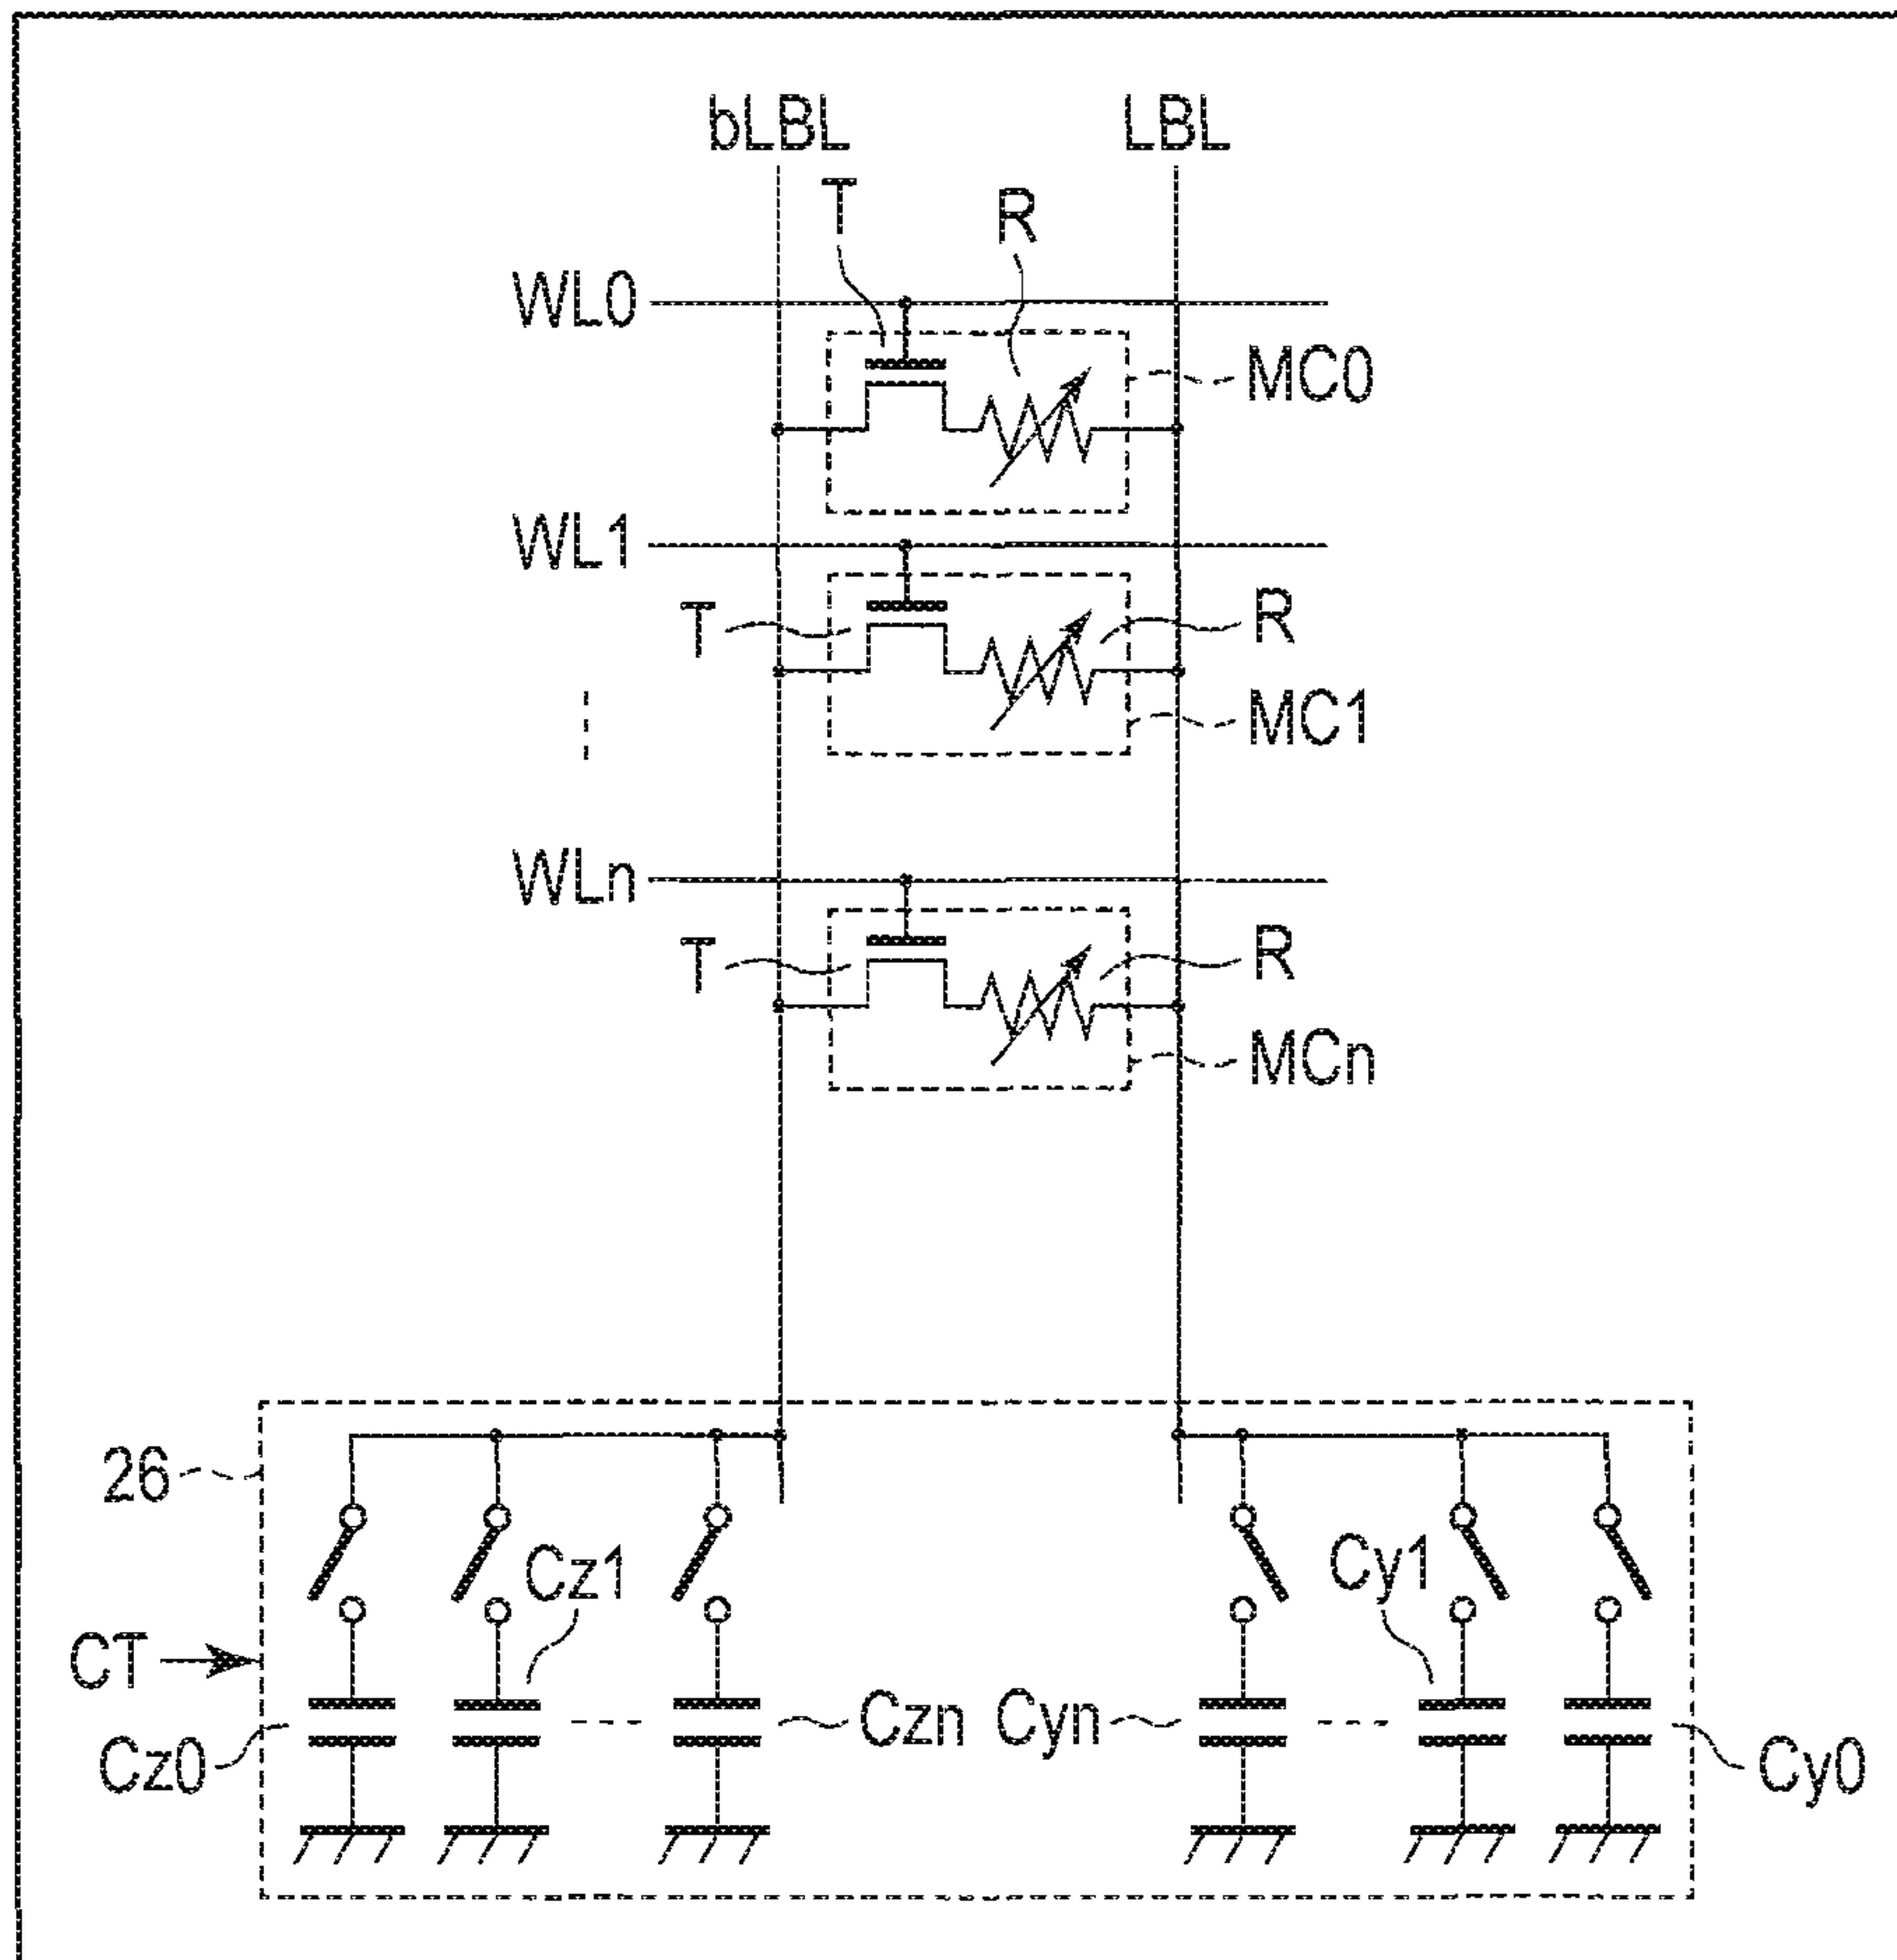 bLBL LBL
T R
WL0
MC0
WL1
T R
MC1
WLn
T R
MCn
26
Cz1 Cy1
CT
Cz0 Czn Cyn Cy0